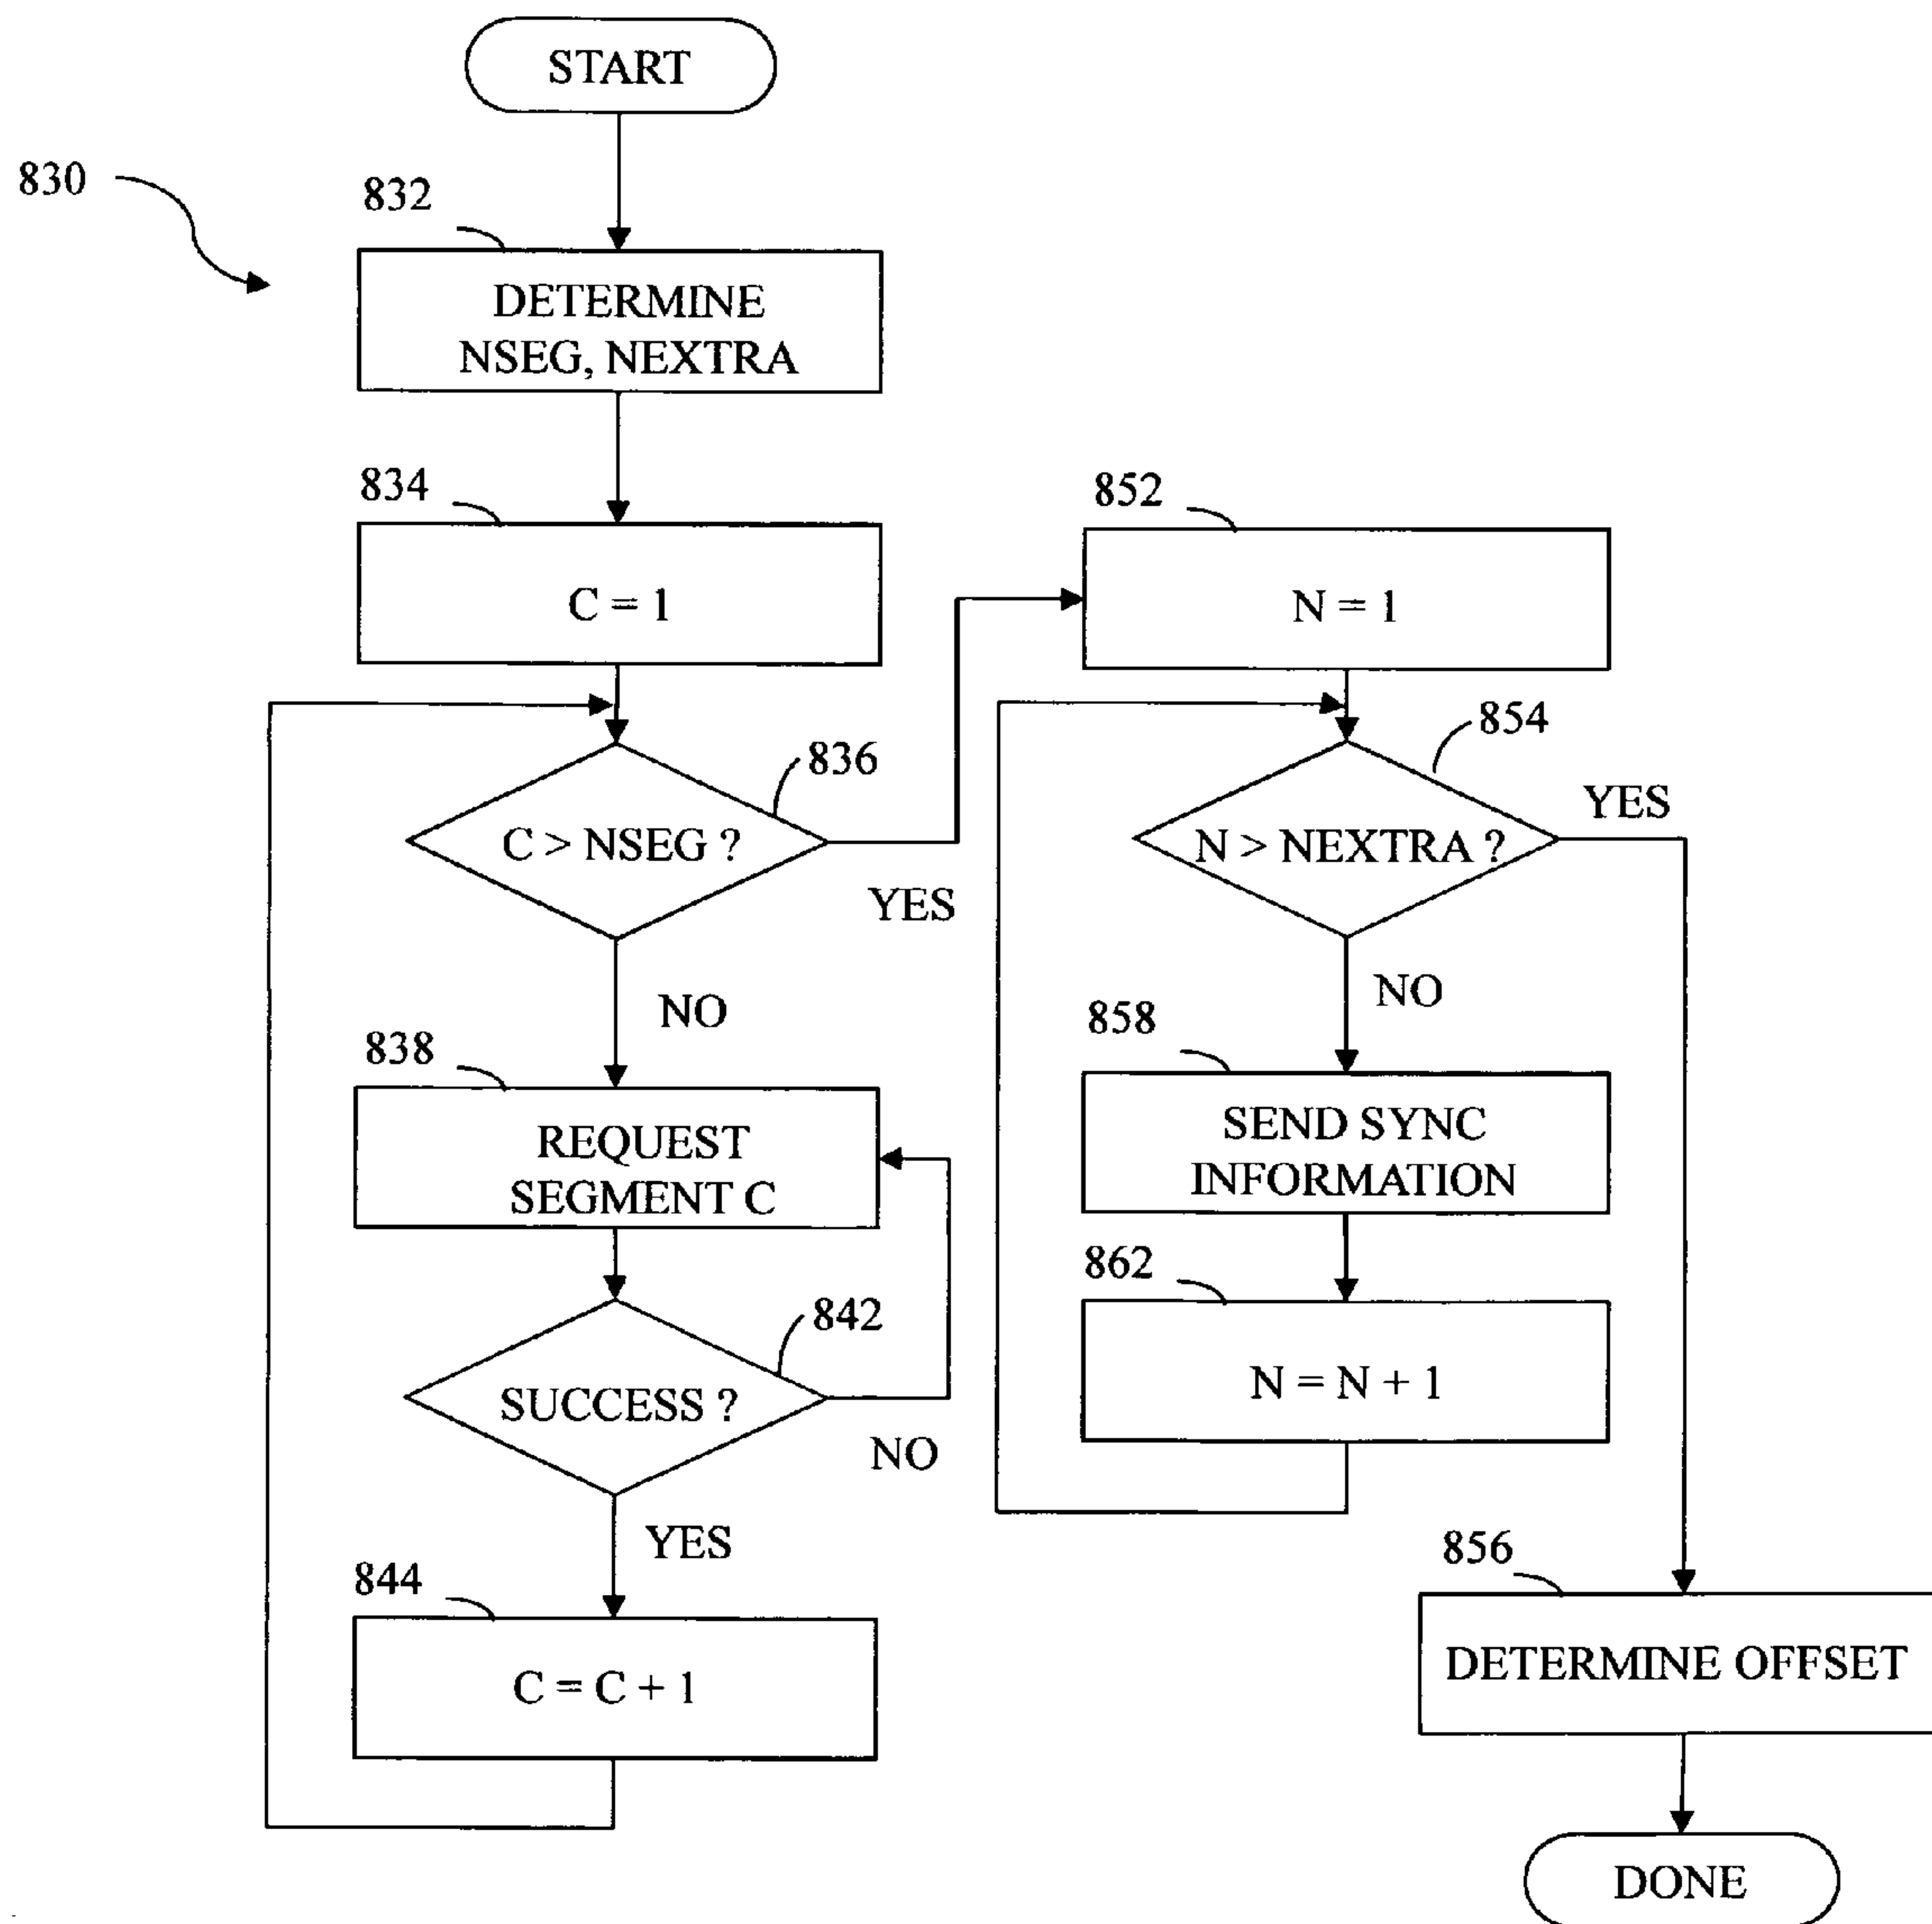 START
830
832
DETERMINE
NSEG, NEXTRA
834
C = 1
836
C > NSEG ?
YES
NO
838
REQUEST
SEGMENT C
842
SUCCESS ?
NO
YES
844
C = C + 1
852
N = 1
854
N > NEXTRA ?
YES
NO
858
SEND SYNC
INFORMATION
862
N = N + 1
856
DETERMINE OFFSET
DONE